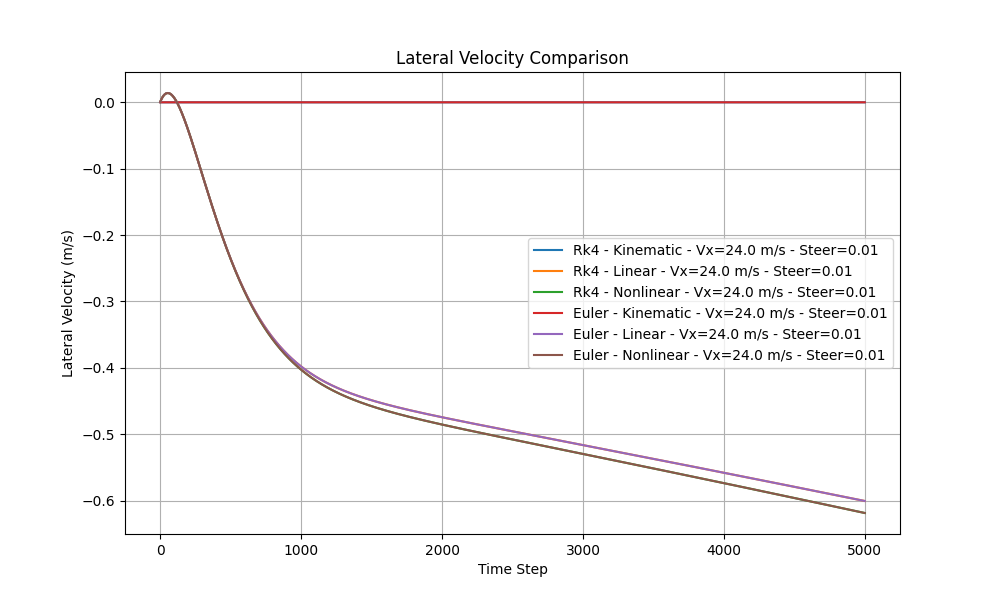 Lateral Velocity Comparison
Lateral Velocity (m/s)
0.0
−0.1
−0.2
−0.3
−0.4
−0.5
−0.6
Rk4 - Kinematic - Vx=24.0 m/s - Steer=0.01
Rk4 - Linear - Vx=24.0 m/s - Steer=0.01
Rk4 - Nonlinear - Vx=24.0 m/s - Steer=0.01
Euler - Kinematic - Vx=24.0 m/s - Steer=0.01
Euler - Linear - Vx=24.0 m/s - Steer=0.01
Euler - Nonlinear - Vx=24.0 m/s - Steer=0.01
0 1000 2000 3000 4000 5000
Time Step